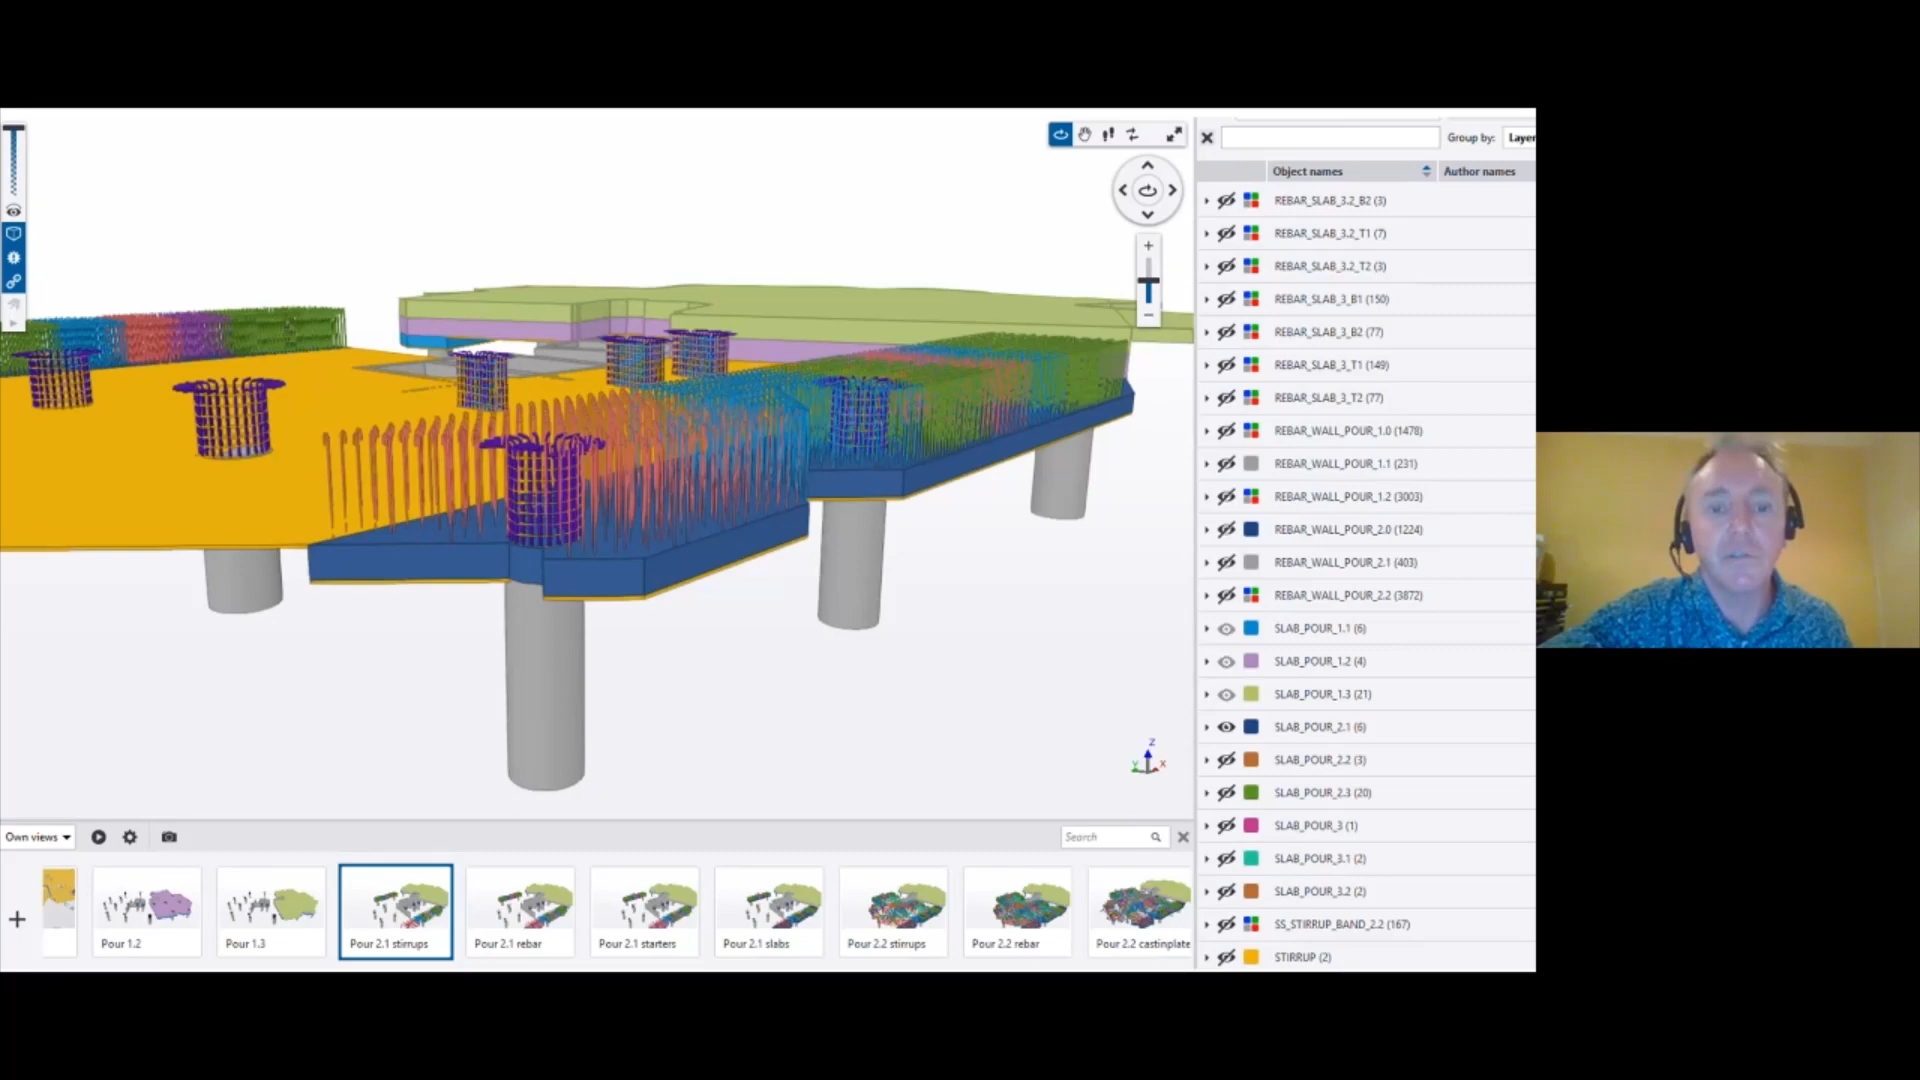 Group by: Layer
Object names Author names
REBAR_SLAB_3.2_B2 (3)
REBAR_SLAB_3.2_T1 (7)
REBAR_SLAB_3.2_T2 (3)
REBAR_SLAB_3_B1 (150)
REBAR_SLAB_3_B2 (77)
REBAR_SLAB_3_T1 (149)
REBAR_SLAB_3_T2 (77)
REBAR_WALL_POUR_1.0 (1478)
REBAR_WALL_POUR_1.1 (231)
REBAR_WALL_POUR_1.2 (3003)
REBAR_WALL_POUR_2.0 (1224)
REBAR_WALL_POUR_2.1 (403)
REBAR_WALL_POUR_2.2 (3872)
SLAB_POUR_1.1 (6)
SLAB_POUR_1.2 (4)
SLAB_POUR_1.3 (21)
SLAB_POUR_2.1 (6)
SLAB_POUR_2.2 (3)
SLAB_POUR_2.3 (20)
SLAB_POUR_3 (1)
SLAB_POUR_3.1 (2)
SLAB_POUR_3.2 (2)
SS_STIRRUP_BAND_2.2 (167)
STIRRUP (2)
Z
Y X
Own views Search
Pour 1.2
Pour 1.3
Pour 2.1 stirrups
Pour 2.1 rebar
Pour 2.1 starters
Pour 2.1 slabs
Pour 2.2 stirrups
Pour 2.2 rebar
Pour 2.2 castinplate